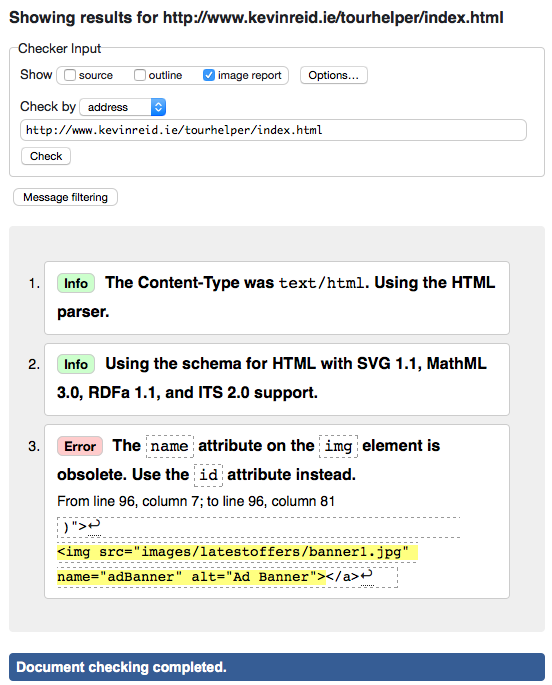 Showing results for http://www.kevinreid.ie/tourhelper/index.html
Checker Input
Show source outline image report Options...
Check by address
http://www.kevinreid.ie/tourhelper/index.html
Check
Message filtering
1. Info The Content-Type was text/html. Using the HTML
parser.
2. Info Using the schema for HTML with SVG 1.1, MathML
3.0, RDFa 1.1, and ITS 2.0 support.
3. Error The name attribute on the img element is
obsolete. Use the id attribute instead.
From line 96, column 7; to line 96, column 81
)">↩
<img src="images/latestoffers/banner1.jpg"
name="adBanner" alt="Ad Banner"></a>↩
Document checking completed.